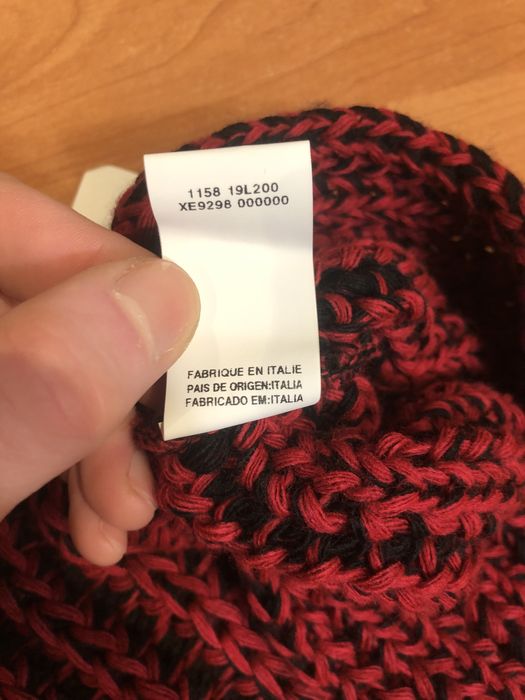 1158 19L200
XE9298 000000
FABRIQUE EN ITALIE
PAIS DE ORIGEN:ITALIA
FABRICADO EM:ITALIA